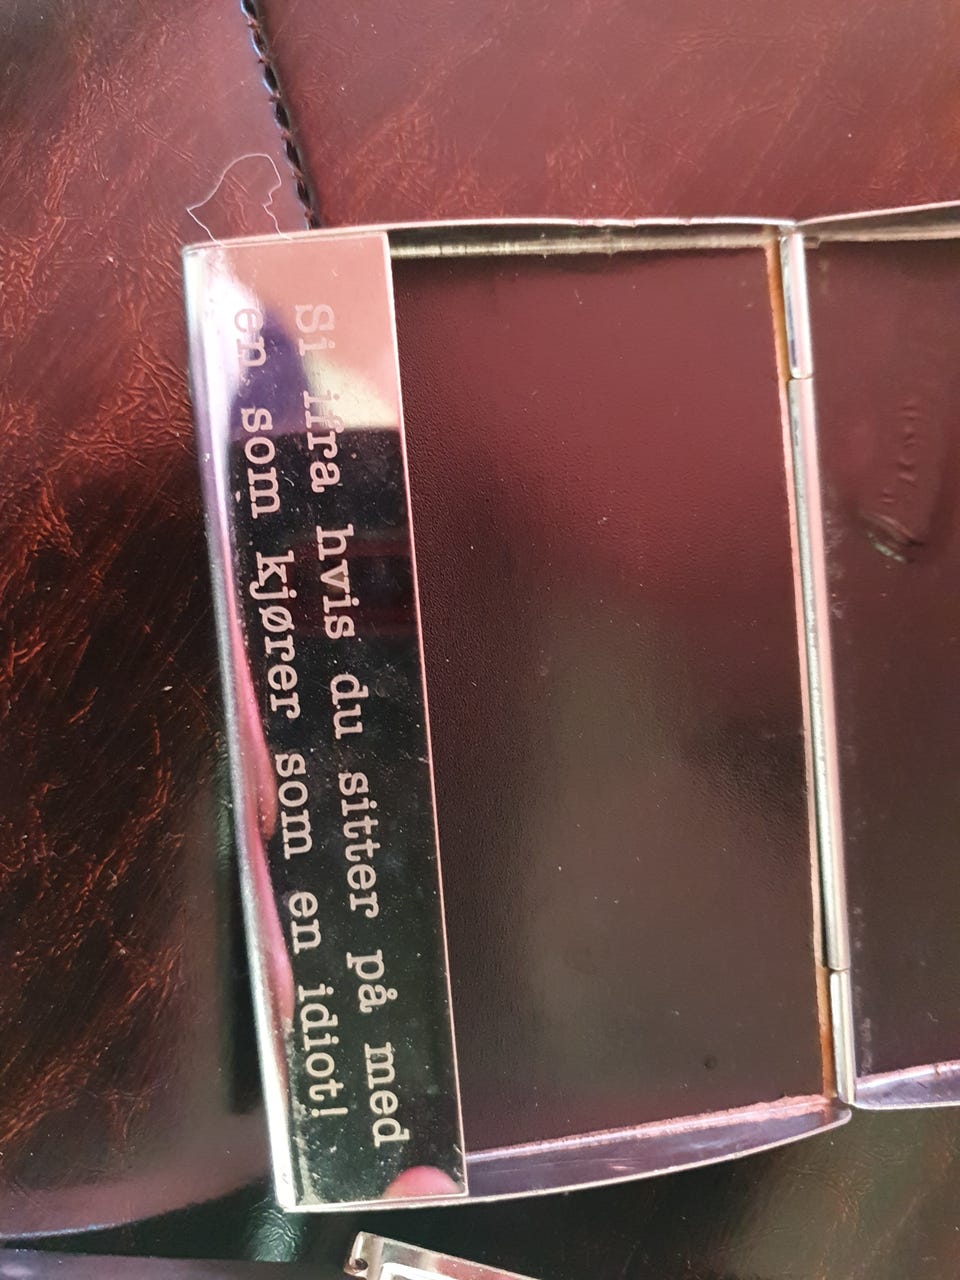 Si ifra hvis du sitter på med
en som kjører som en idiot!